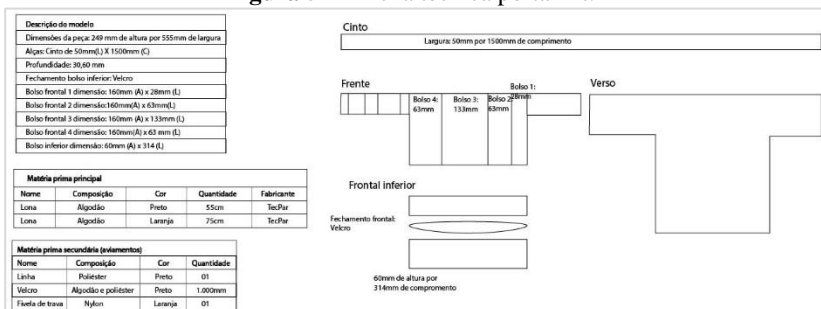 Descrição do modelo
Dimensões da peça: 249 mm de altura por 555mm de largura
Alças: Cinto de 50mm(L) X 1500mm (C)
Profundidade: 30,60 mm
Fechamento bolso inferior: Velcro
Bolso frontal 1 dimensão: 160mm (A) x 28mm (L)
Bolso frontal 2 dimensão:160mm(A) x 63mm(L)
Bolso frontal 3 dimensão: 160mm (A) x 133mm (L)
Bolso frontal 4 dimensão: 160mm(A) x 63 mm (L)
Bolso inferior dimensão: 60mm (A) x 314 (L)
Matéria prima principal
Nome Composição Cor Quantidade Fabricante
Lona Algodão Preto 55cm TecPar
Lona Algodão Laranja 75cm TecPar
Matéria prima secundária (aviamentos)
Nome Composição Cor Quantidade
Linha Poliéster Preto 01
Velcro Algodão e poliéster Preto 1.000mm
Fivela de trava Nylon Laranja 01
Cinto
Largura: 50mm por 1500mm de comprimento
Frente
Bolso 1:
28mm
Bolso 4:
63mm
Bolso 3:
133mm
Bolso 2:
63mm
Verso
Frontal inferior
Fechamento frontal:
Velcro
60mm de altura por
314mm de compromento